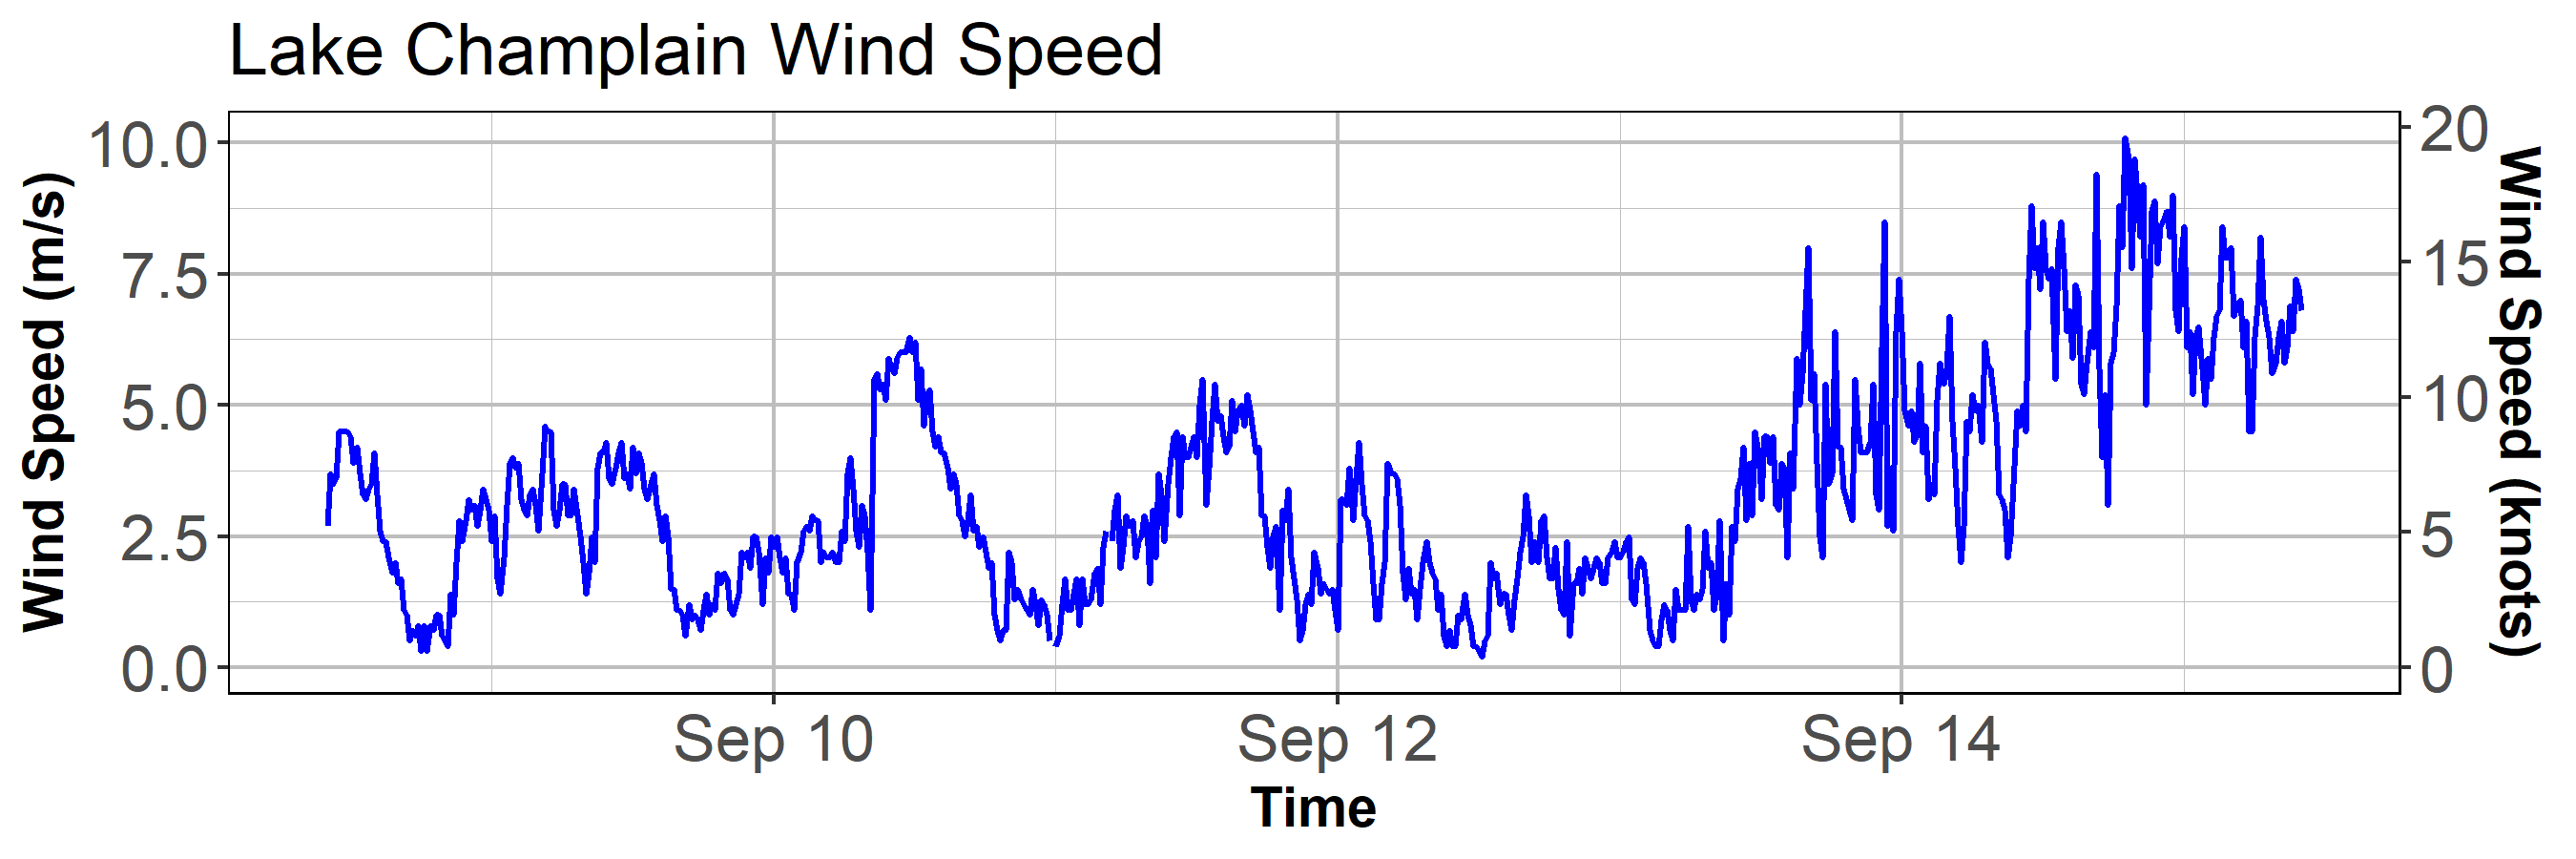 Lake Champlain Wind Speed
Wind Speed (m/s)
10.0
7.5
5.0
2.5
0.0
20
15
10
5
0
Wind Speed (knots)
Sep 10
Sep 12
Sep 14
Time